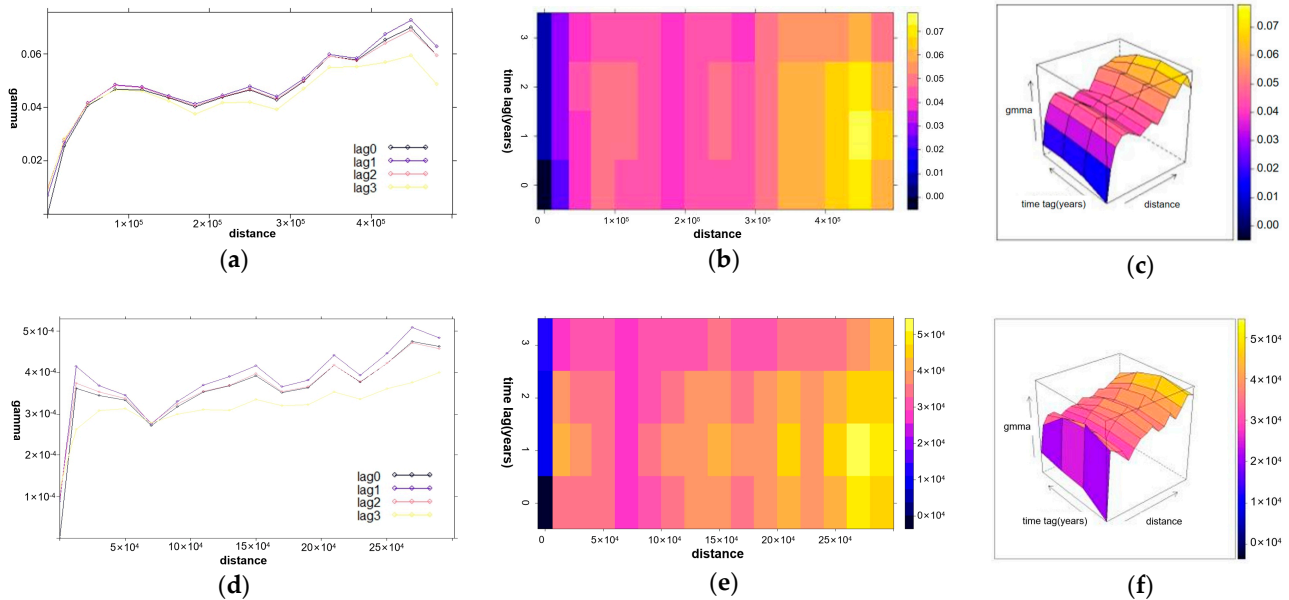 gamma
0.06
0.04
0.02
lag0
lag1
lag2
lag3
1×10⁵
2×10⁵
3×10⁵
4×10⁵
distance
(a)
time lag(years)
3
2
1
0
0
1×10⁵
2×10⁵
3×10⁵
4×10⁵
distance
0.07
0.06
0.05
0.04
0.03
0.02
0.01
0.00
(b)
gmma
time tag(years)
distance
0.07
0.06
0.05
0.04
0.03
0.02
0.01
0.00
(c)
gamma
5×10⁻⁴
4×10⁻⁴
3×10⁻⁴
2×10⁻⁴
1×10⁻⁴
lag0
lag1
lag2
lag3
5×10⁴
10×10⁴
15×10⁴
20×10⁴
25×10⁴
distance
(d)
time lag(years)
3
2
1
0
0
5×10⁴
10×10⁴
15×10⁴
20×10⁴
25×10⁴
distance
5×10⁴
4×10⁴
3×10⁴
2×10⁴
1×10⁴
0×10⁴
(e)
gmma
time tag(years)
distance
5×10⁴
4×10⁴
3×10⁴
2×10⁴
1×10⁴
0×10⁴
(f)